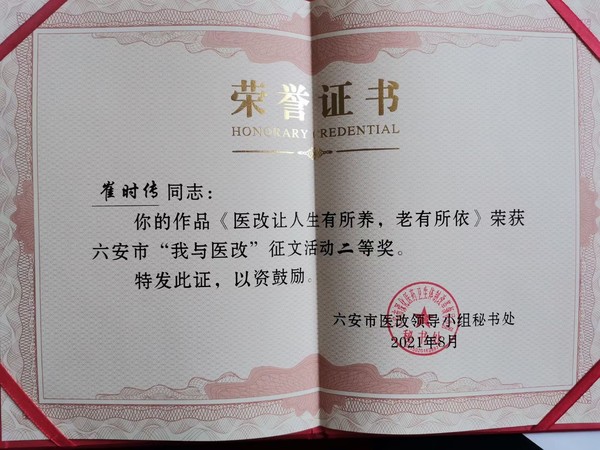 荣誉证书
HONORARY CREDENTIAL
崔时传同志：
你的作品《医改让人生有所养，老有所依》荣获
六安市“我与医改”征文活动二等奖。
特发此证，以资鼓励。
六安市医改领导小组秘书处
2021年8月
秘书处